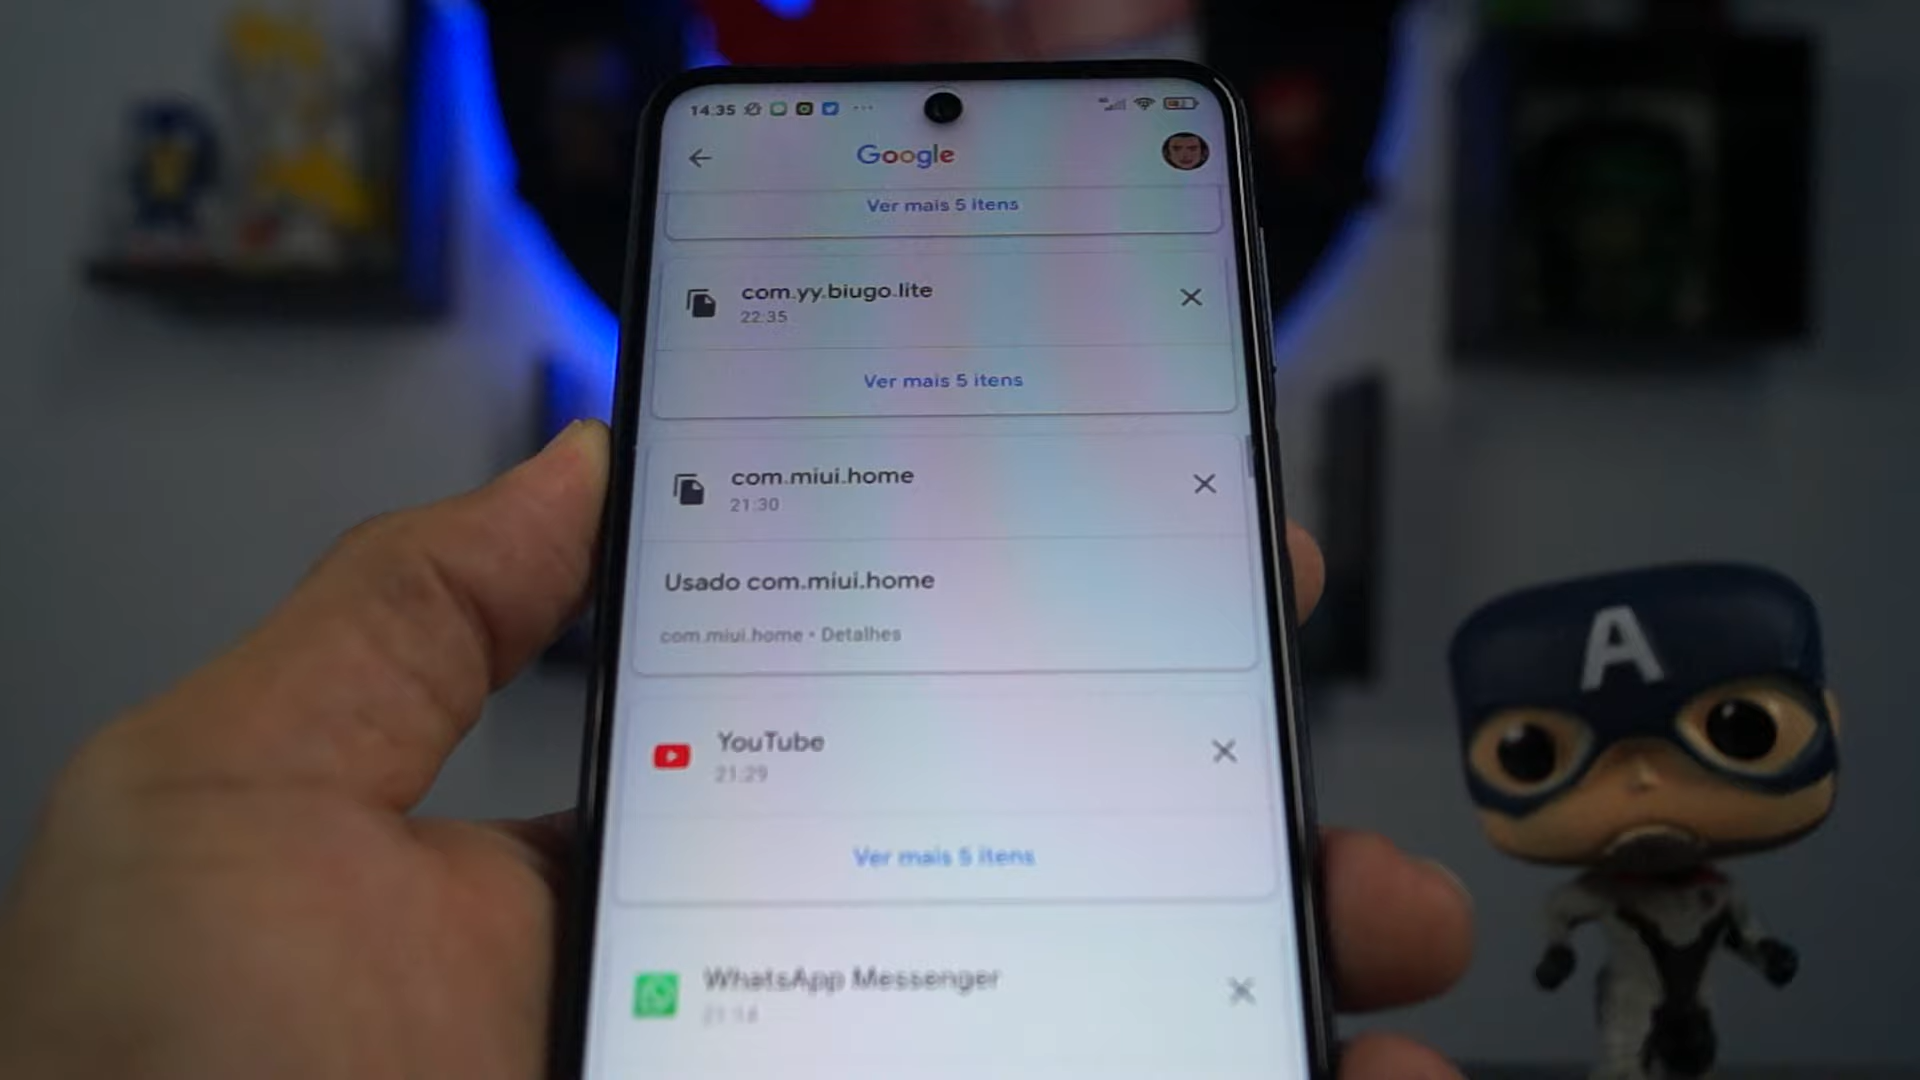 14:35
Google
Ver mais 5 itens
com.yy.biugo.lite
22:35
Ver mais 5 itens
com.miui.home
21:30
Usado com.miui.home
com.miui.home • Detalhes
YouTube
21:29
Ver mais 5 itens
WhatsApp Messenger
A